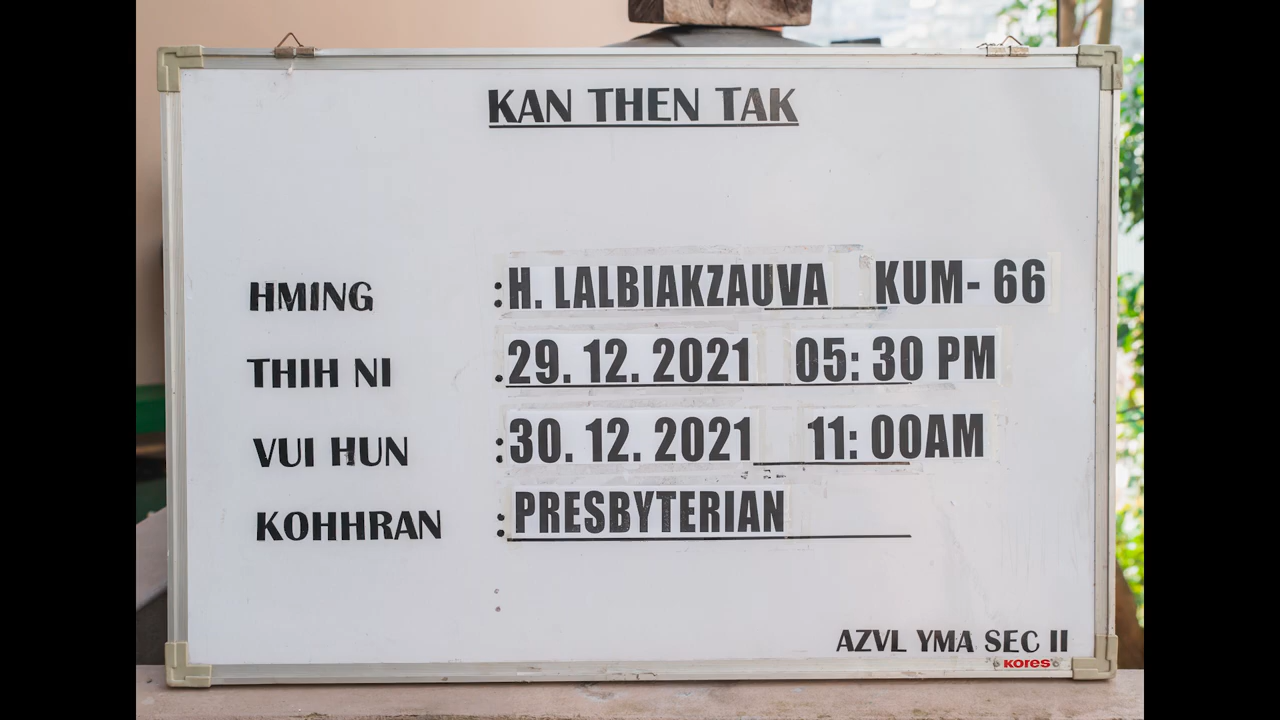 KAN THEN TAK
HMING : H. LALBIAKZAUVA KUM- 66
THIH NI : 29. 12. 2021 05: 30 PM
VUI HUN : 30. 12. 2021 11: 00AM
KOHHRAN : PRESBYTERIAN
:
AZVL YMA SEC II
kores